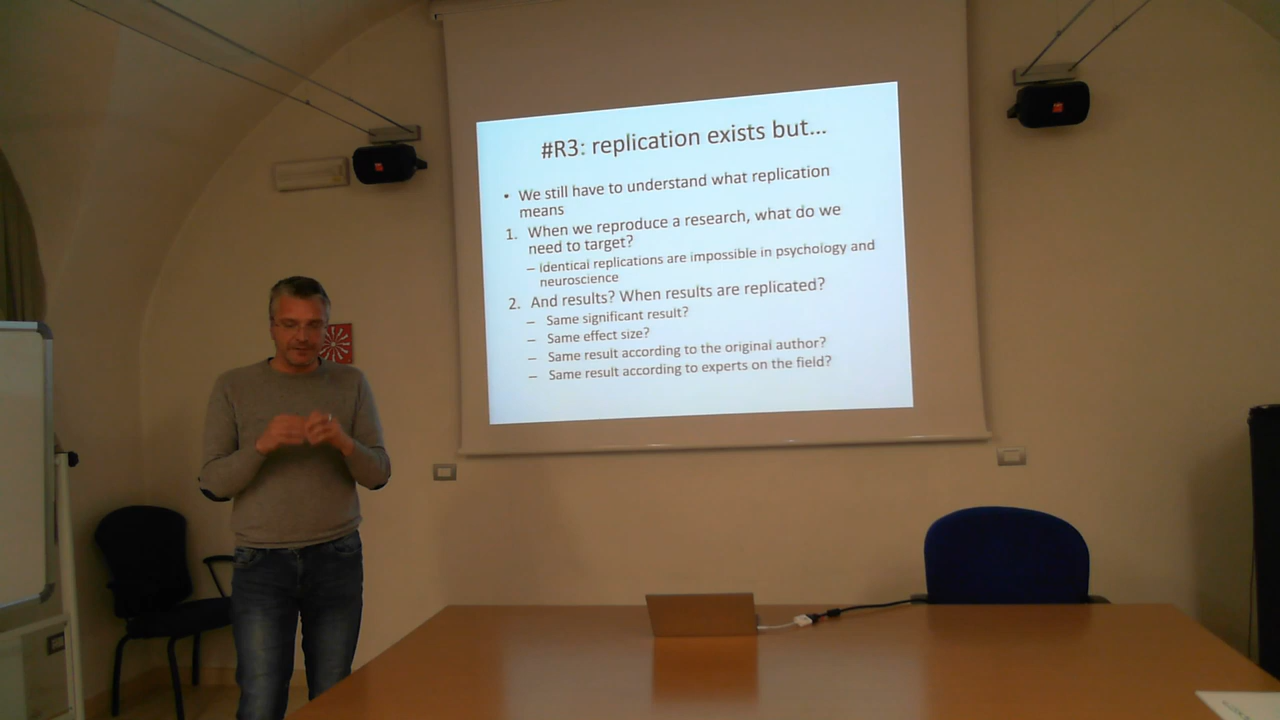 #R3: replication exists but...
• We still have to understand what replication
means
1. When we reproduce a research, what do we
need to target?
– Identical replications are impossible in psychology and
neuroscience
2. And results? When results are replicated?
– Same significant result?
– Same effect size?
– Same result according to the original author?
– Same result according to experts on the field?